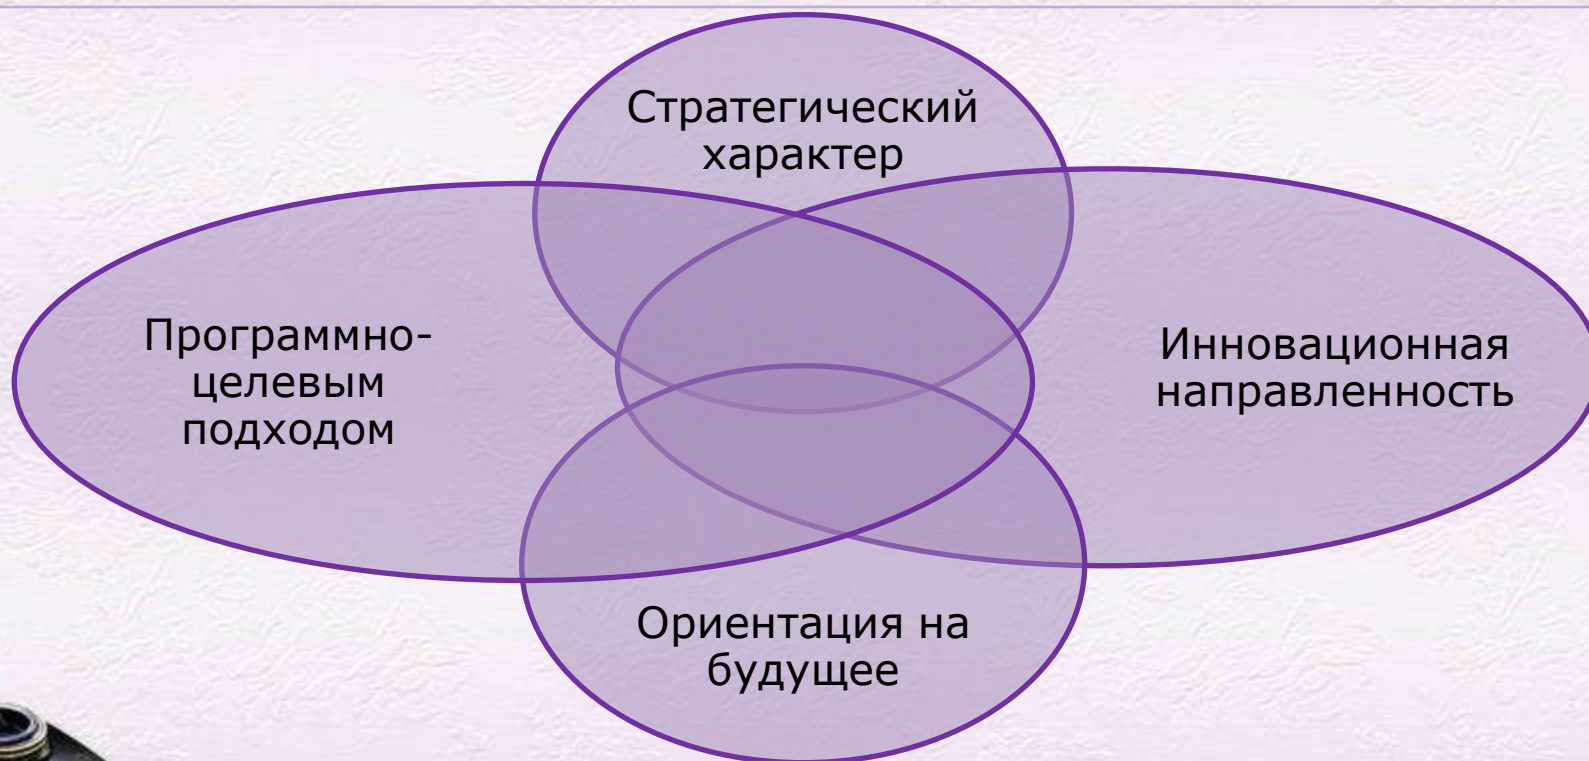 Стратегический
характер
Программно-
целевым
подходом
Инновационная
направленность
Ориентация на
будущее